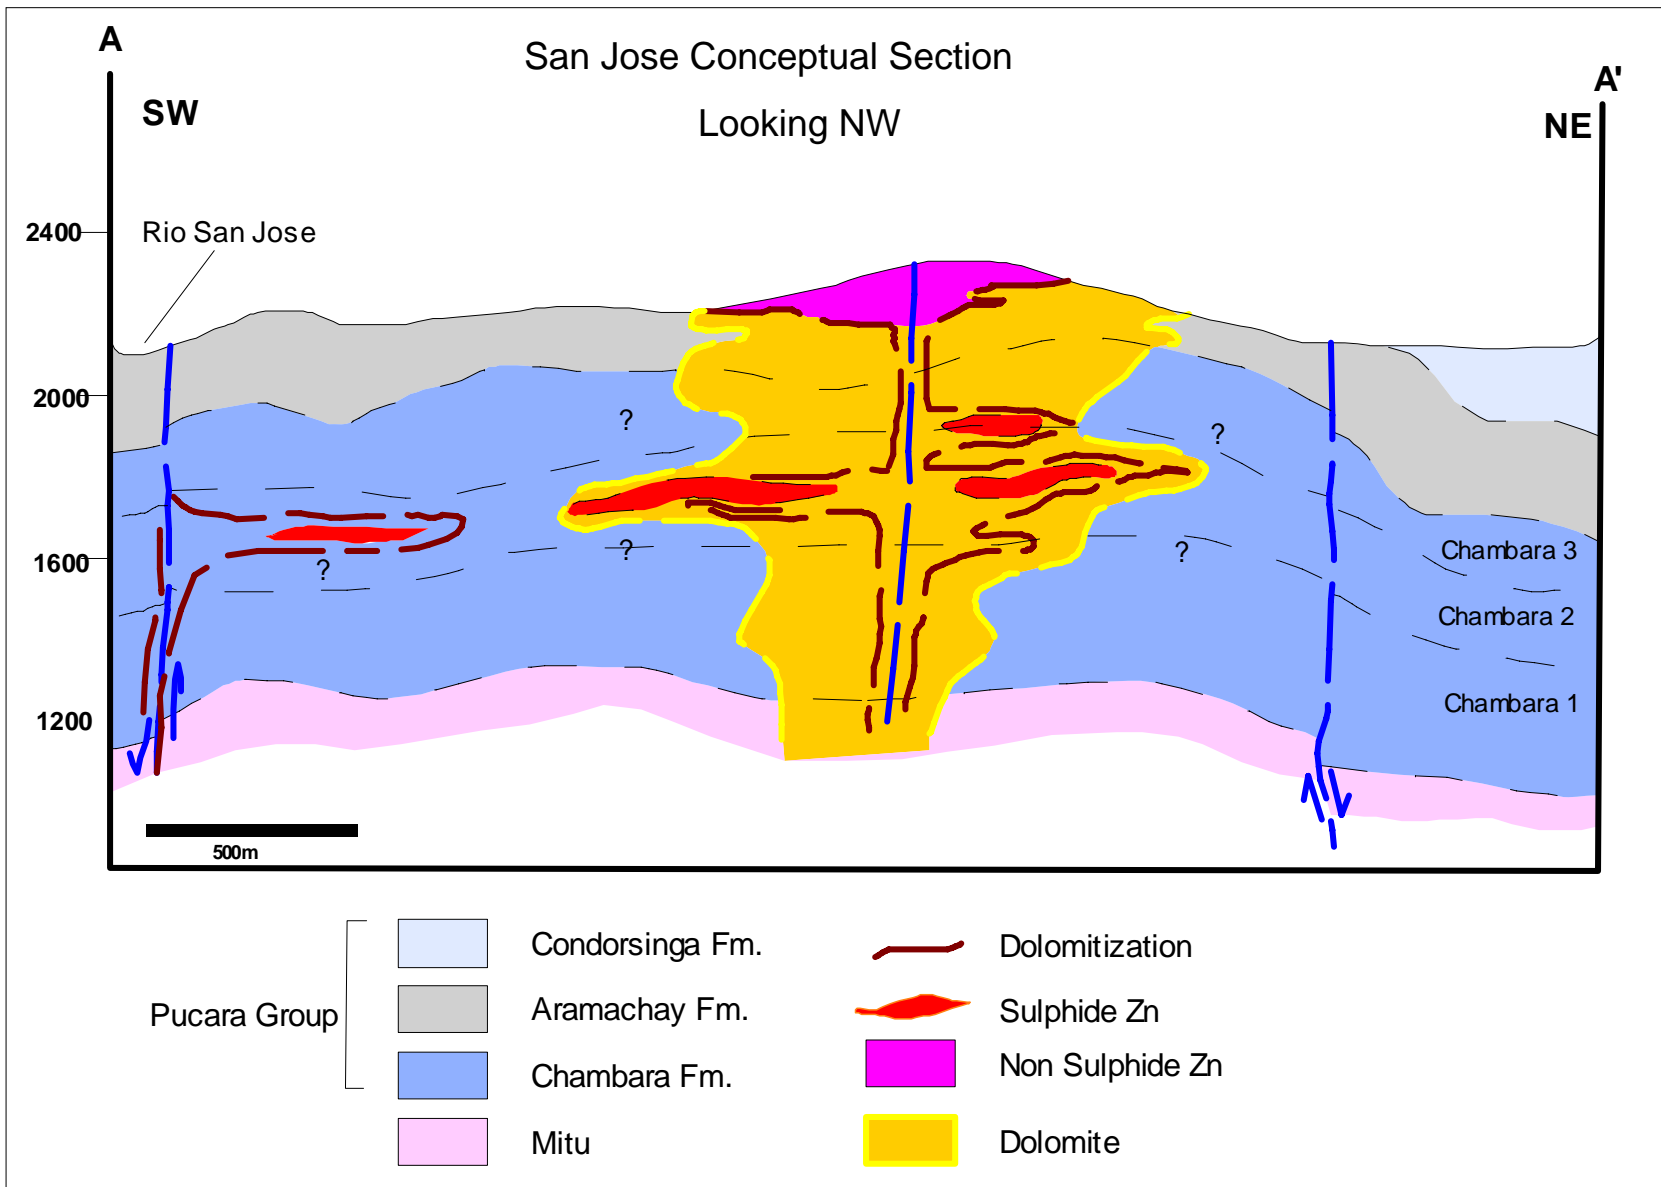 A
San Jose Conceptual Section
A'
SW
Looking NW
NE
2400
Rio San Jose
2000
?
?
1600
?
?
?
Chambara 3
Chambara 2
Chambara 1
1200
500m
Condorsinga Fm.
Dolomitization
Pucara Group
Aramachay Fm.
Sulphide Zn
Chambara Fm.
Non Sulphide Zn
Mitu
Dolomite